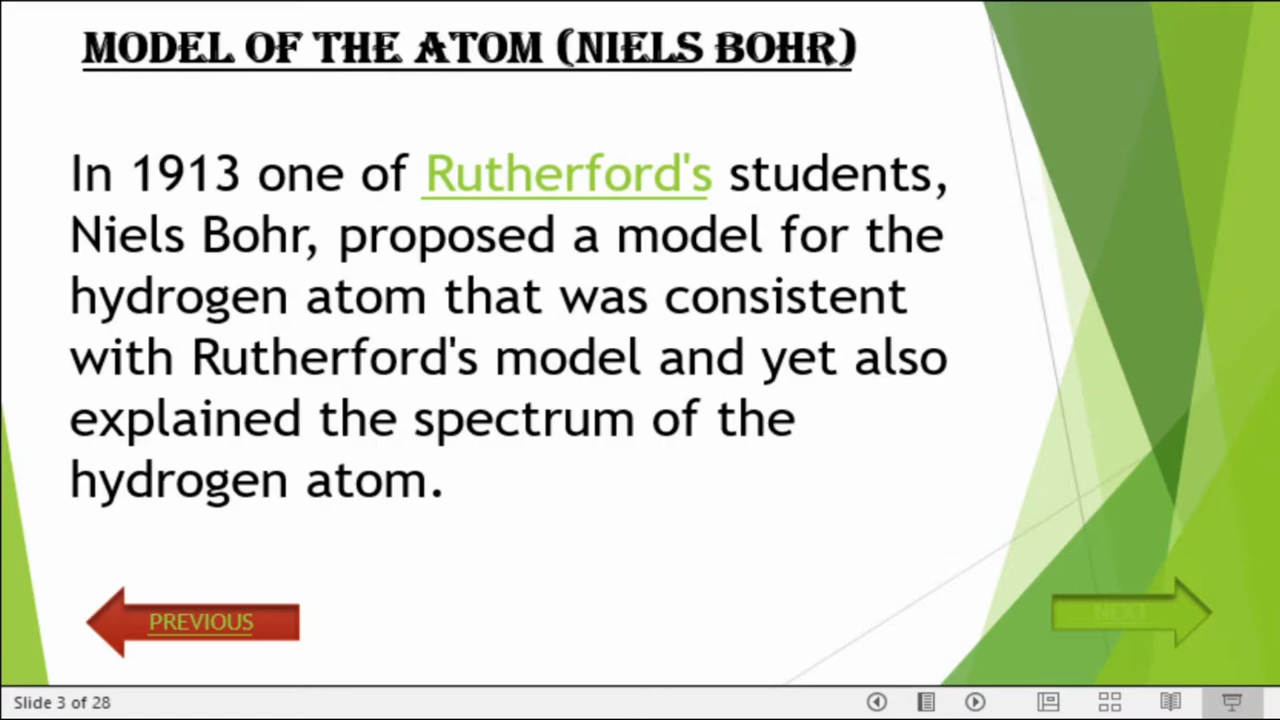 MODEL OF THE ATOM (NIELS BOHR)
In 1913 one of Rutherford's students,
Niels Bohr, proposed a model for the
hydrogen atom that was consistent
with Rutherford's model and yet also
explained the spectrum of the
hydrogen atom.
PREVIOUS
NEXT
Slide 3 of 28